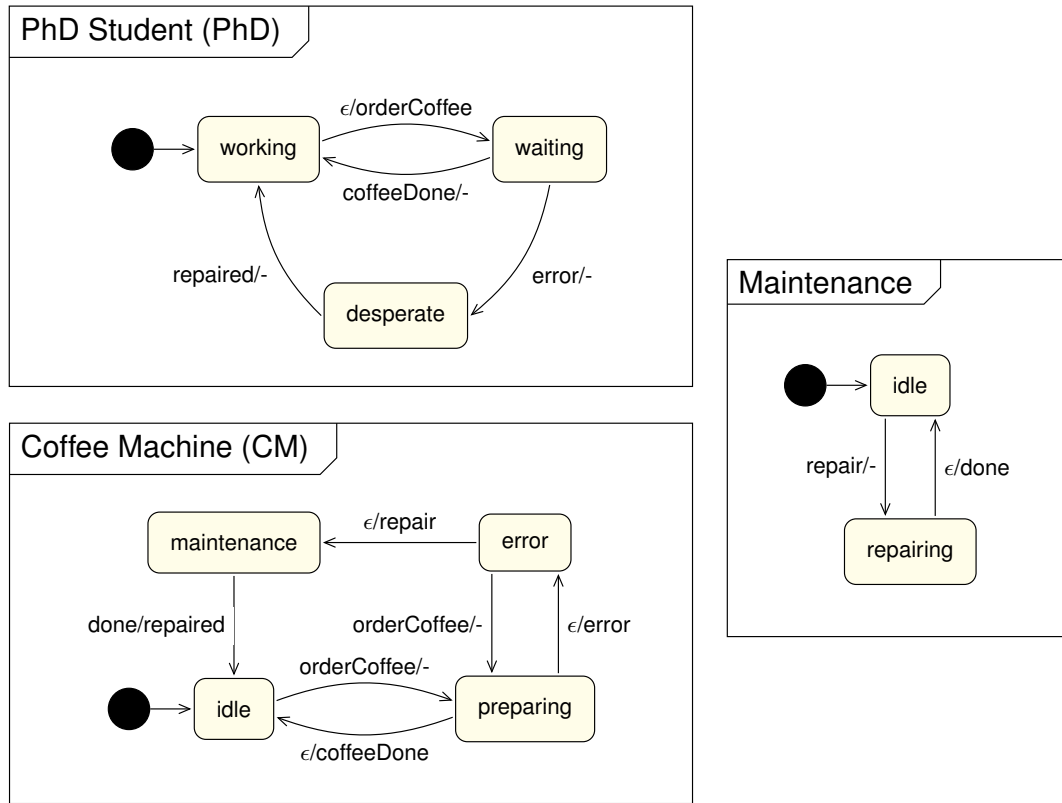 PhD Student (PhD)
ϵ/orderCoffee
working
waiting
coffeeDone/-
repaired/-
error/-
desperate
Maintenance
idle
repair/-
ϵ/done
repairing
Coffee Machine (CM)
ϵ/repair
maintenance
error
done/repaired
orderCoffee/-
ϵ/error
orderCoffee/-
idle
preparing
ϵ/coffeeDone